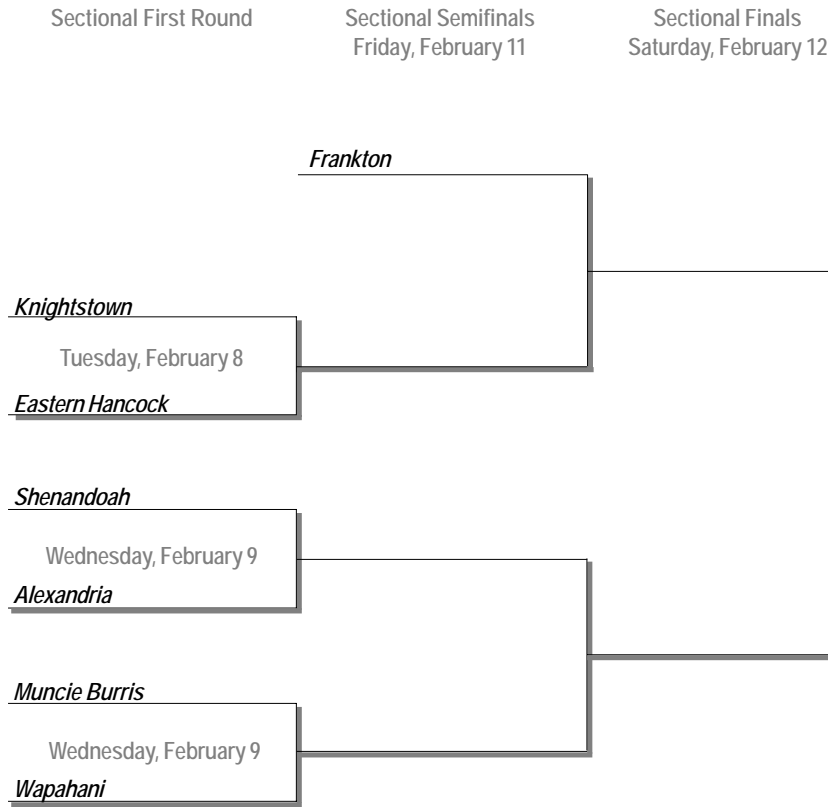 Sectional First Round
Sectional Semifinals
Friday, February 11
Sectional Finals
Saturday, February 12
Frankton
Knightstown
Tuesday, February 8
Eastern Hancock
Shenandoah
Wednesday, February 9
Alexandria
Muncie Burris
Wednesday, February 9
Wapahani